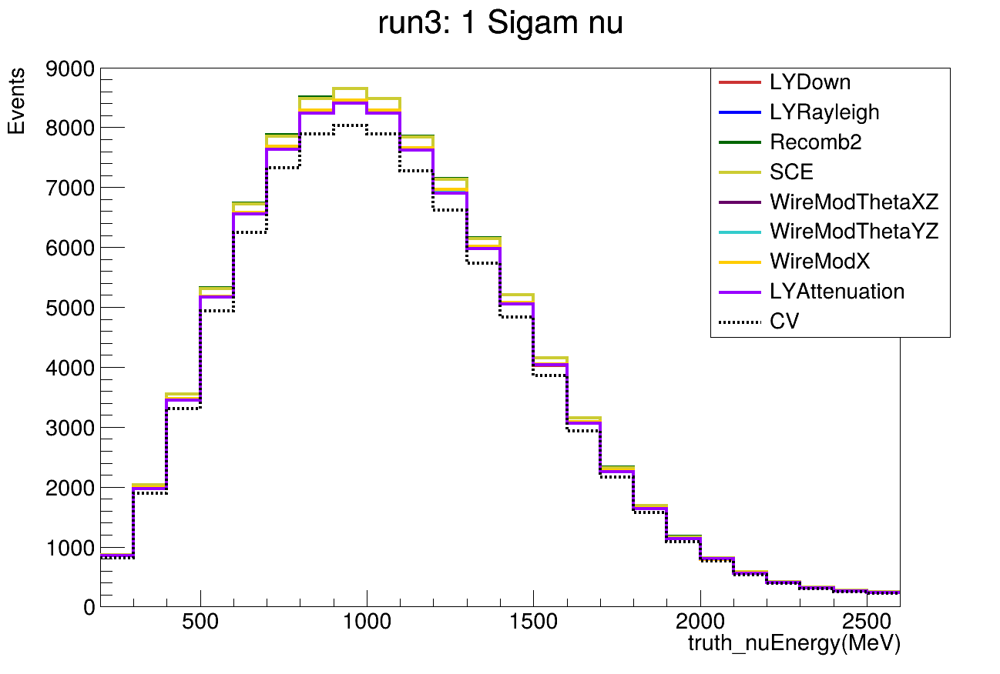 run3: 1 Sigam nu
Events
9000
8000
7000
6000
5000
4000
3000
2000
1000
0
500 1000 1500 2000 2500
truth_nuEnergy(MeV)
LYDown
LYRayleigh
Recomb2
SCE
WireModThetaXZ
WireModThetaYZ
WireModX
LYAttenuation
CV